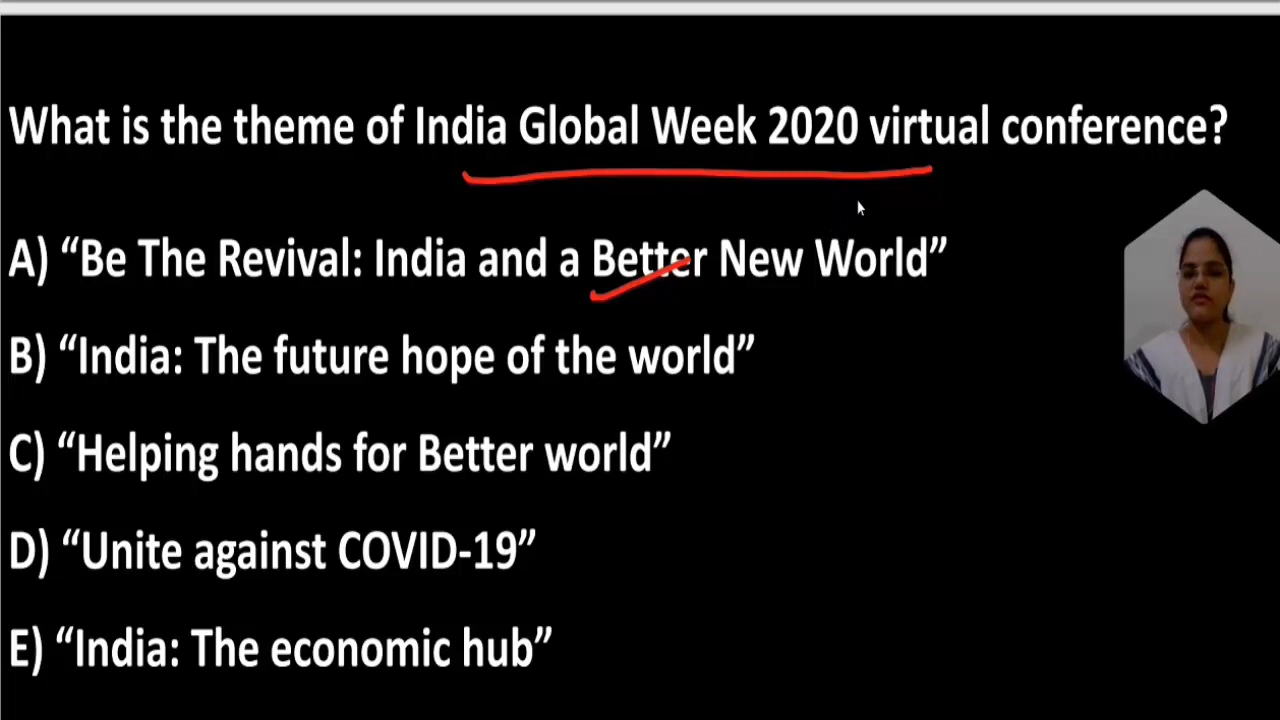 What is the theme of India Global Week 2020 virtual conference?
A) “Be The Revival: India and a Better New World”
B) “India: The future hope of the world”
C) “Helping hands for Better world”
D) “Unite against COVID-19”
E) “India: The economic hub”